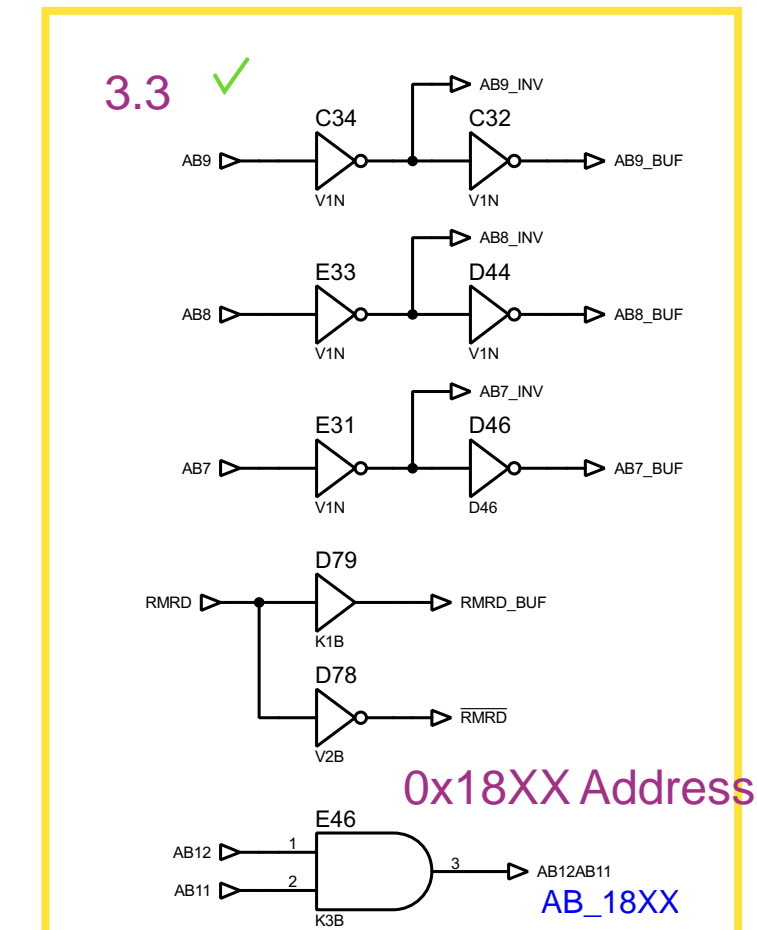 3.3
AB9_INV
C34 C32
AB9 AB9_BUF
V1N V1N
AB8_INV
E33 D44
AB8 AB8_BUF
V1N V1N
AB7_INV
E31 D46
AB7 AB7_BUF
V1N D46
D79
RMRD RMRD_BUF
K1B
D78
RMRD
V2B
0x18XX Address
E46
AB12 1
3 AB12AB11
AB11 2
AB_18XX
K3B